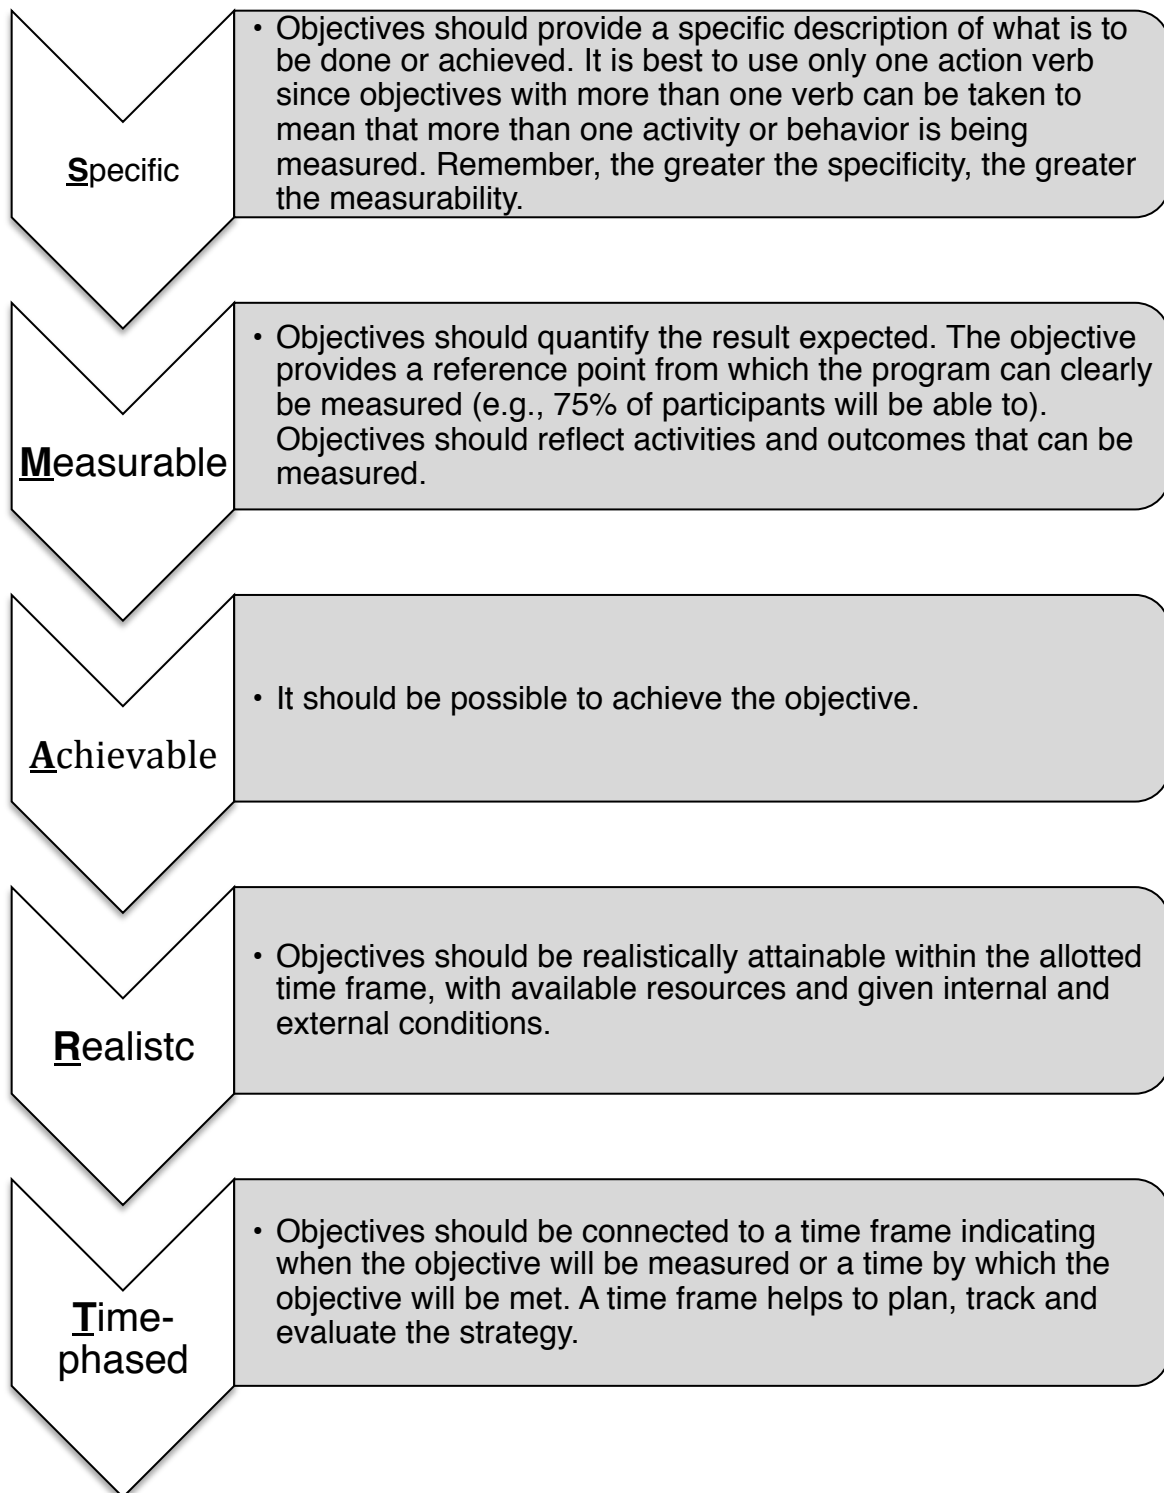 Specific
• Objectives should provide a specific description of what is to
be done or achieved. It is best to use only one action verb
since objectives with more than one verb can be taken to
mean that more than one activity or behavior is being
measured. Remember, the greater the specificity, the greater
the measurability.
Measurable
• Objectives should quantify the result expected. The objective
provides a reference point from which the program can clearly
be measured (e.g., 75% of participants will be able to).
Objectives should reflect activities and outcomes that can be
measured.
Achievable
• It should be possible to achieve the objective.
Realistc
• Objectives should be realistically attainable within the allotted
time frame, with available resources and given internal and
external conditions.
Time-
phased
• Objectives should be connected to a time frame indicating
when the objective will be measured or a time by which the
objective will be met. A time frame helps to plan, track and
evaluate the strategy.